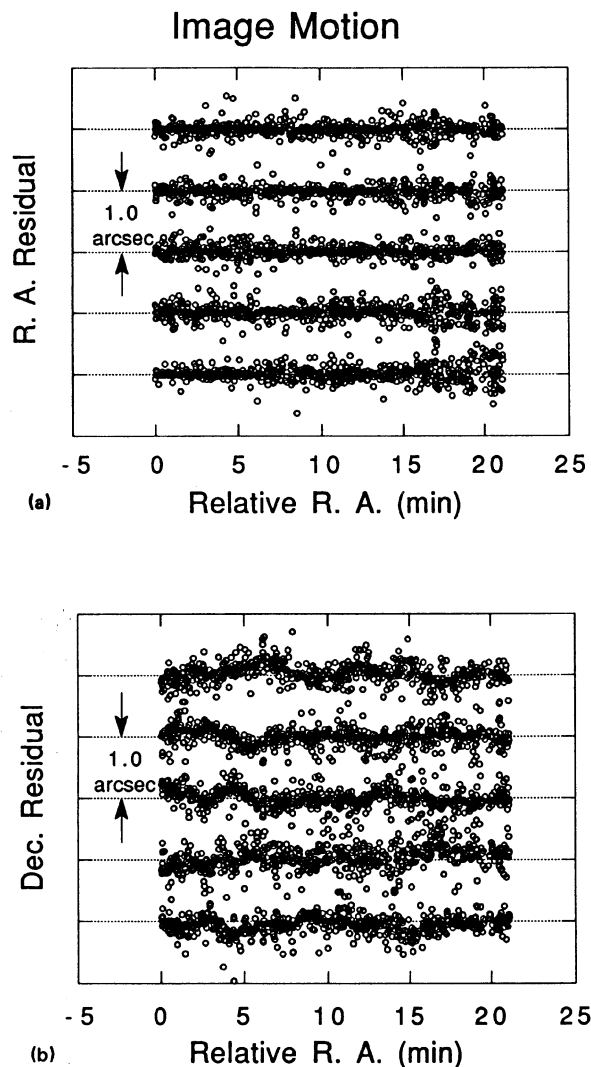 Image Motion
R. A. Residual
1.0
arcsec
-5 0 5 10 15 20 25
(a)
Relative R. A. (min)
Dec. Residual
1.0
arcsec
-5 0 5 10 15 20 25
(b)
Relative R. A. (min)